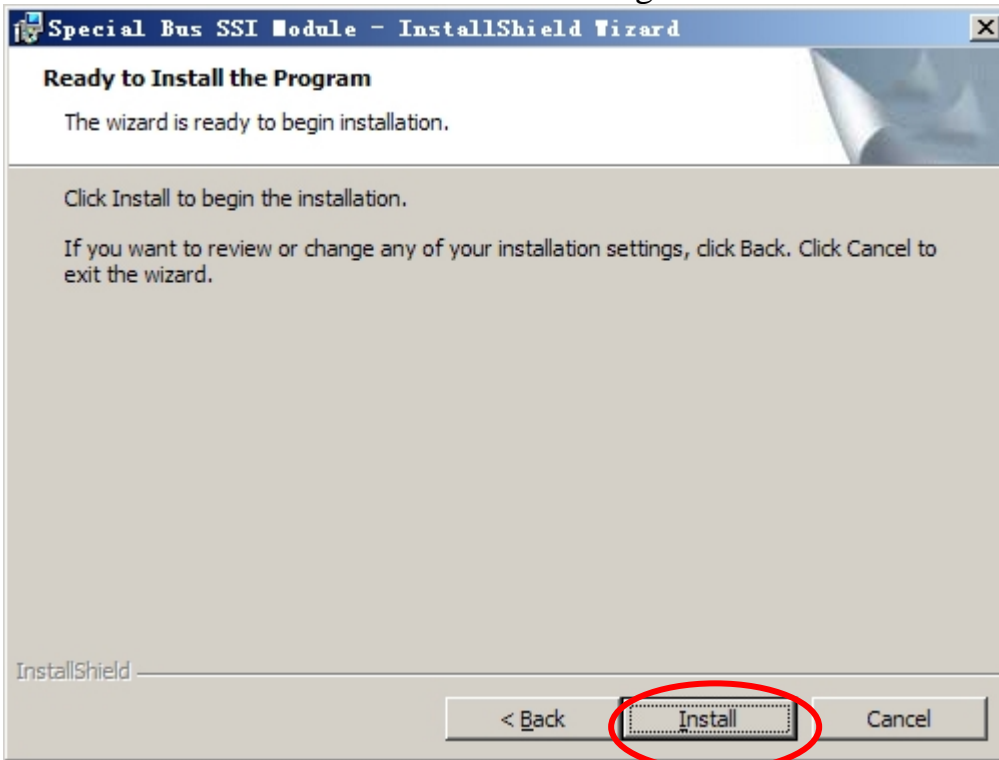 Special Bus SSI Module - InstallShield Wizard
Ready to Install the Program
The wizard is ready to begin installation.
Click Install to begin the installation.
If you want to review or change any of your installation settings, click Back. Click Cancel to
exit the wizard.
InstallShield
< Back
Install
Cancel